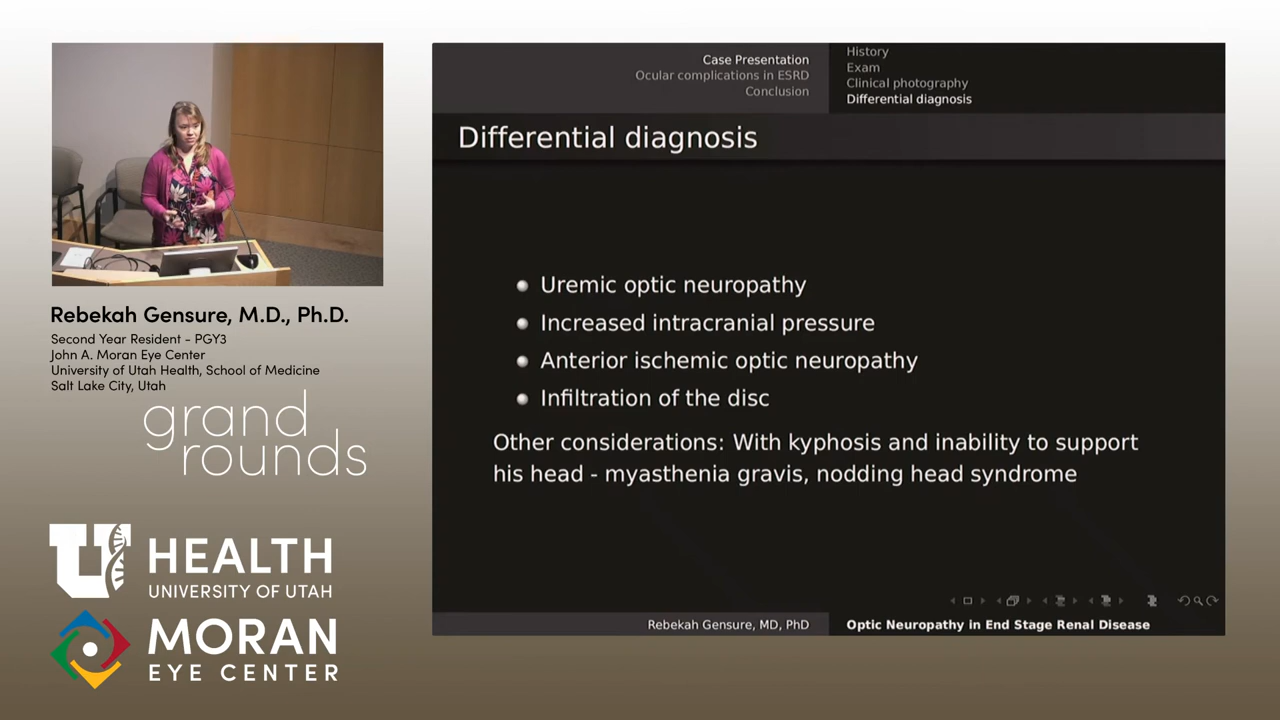 Rebekah Gensure, M.D., Ph.D.
Second Year Resident - PGY3
John A. Moran Eye Center
University of Utah Health, School of Medicine
Salt Lake City, Utah
grand
rounds
U HEALTH
UNIVERSITY OF UTAH
MORAN
EYE CENTER
Case Presentation
Ocular complications in ESRD
Conclusion
History
Exam
Clinical photography
Differential diagnosis
Differential diagnosis
Uremic optic neuropathy
Increased intracranial pressure
Anterior ischemic optic neuropathy
Infiltration of the disc
Other considerations: With kyphosis and inability to support
his head - myasthenia gravis, nodding head syndrome
Rebekah Gensure, MD, PhD
Optic Neuropathy in End Stage Renal Disease